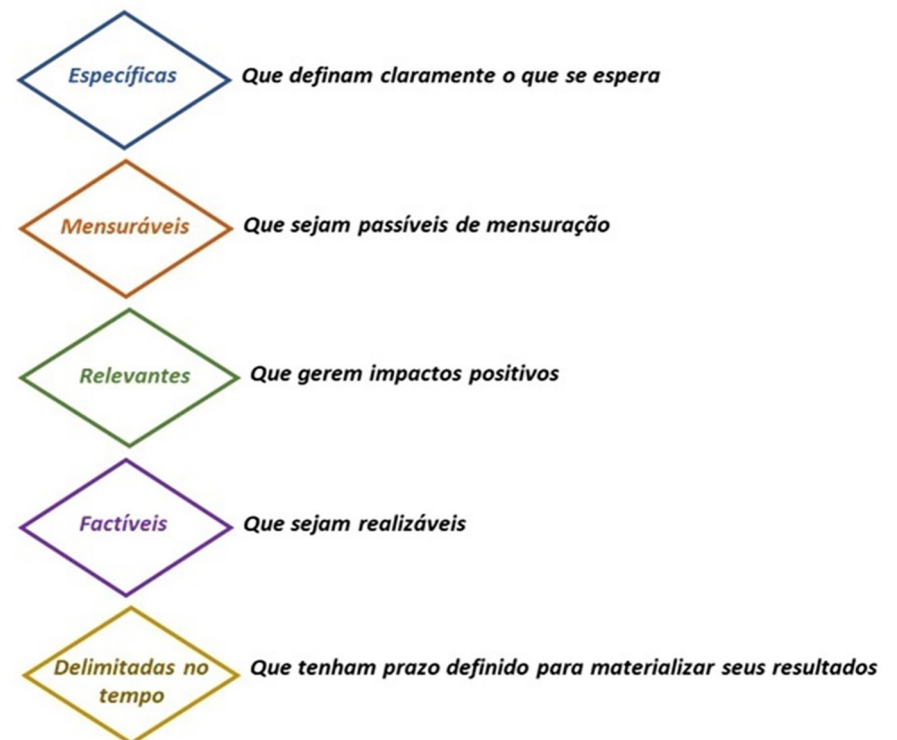 Específicas
Que definam claramente o que se espera
Mensuráveis
Que sejam passíveis de mensuração
Relevantes
Que gerem impactos positivos
Factíveis
Que sejam realizáveis
Delimitadas no
tempo
Que tenham prazo definido para materializar seus resultados